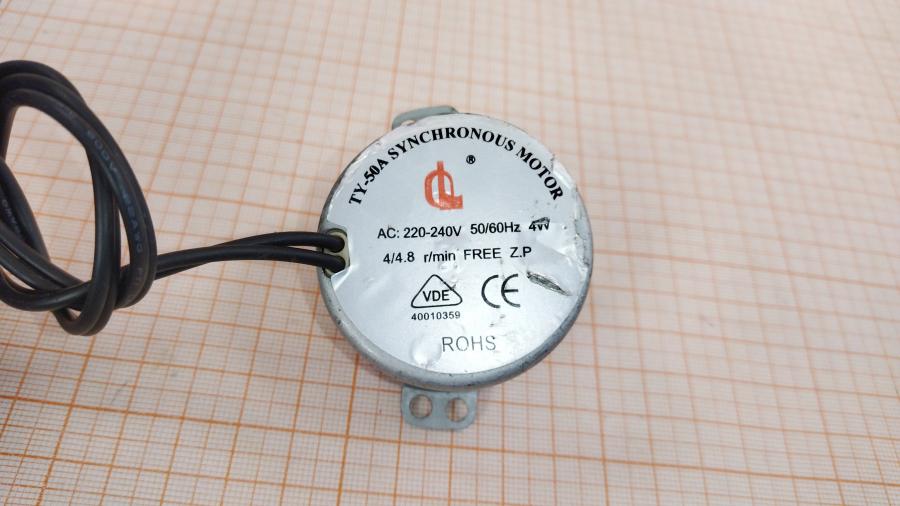 TY-50A SYNCHRONOUS MOTOR
®
AC: 220-240V 50/60Hz 4W
4/4.8 r/min FREE Z.P
VDE CE
40010359
ROHS